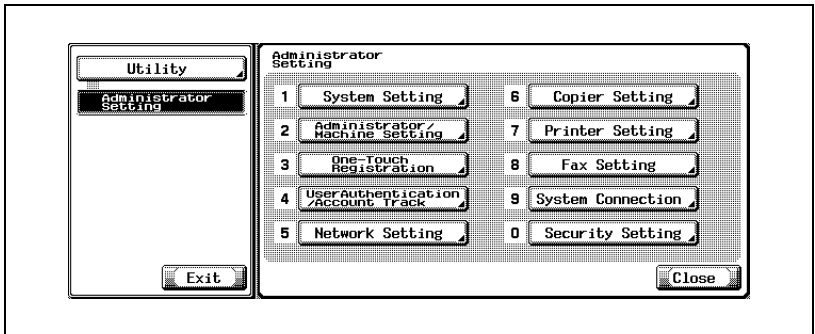 Utility
Administrator
Setting
Exit
Administrator
Setting
1 System Setting
2 Administrator/
Machine Setting
3 One-Touch
Registration
4 UserAuthentication
/Account Track
5 Network Setting
6 Copier Setting
7 Printer Setting
8 Fax Setting
9 System Connection
0 Security Setting
Close